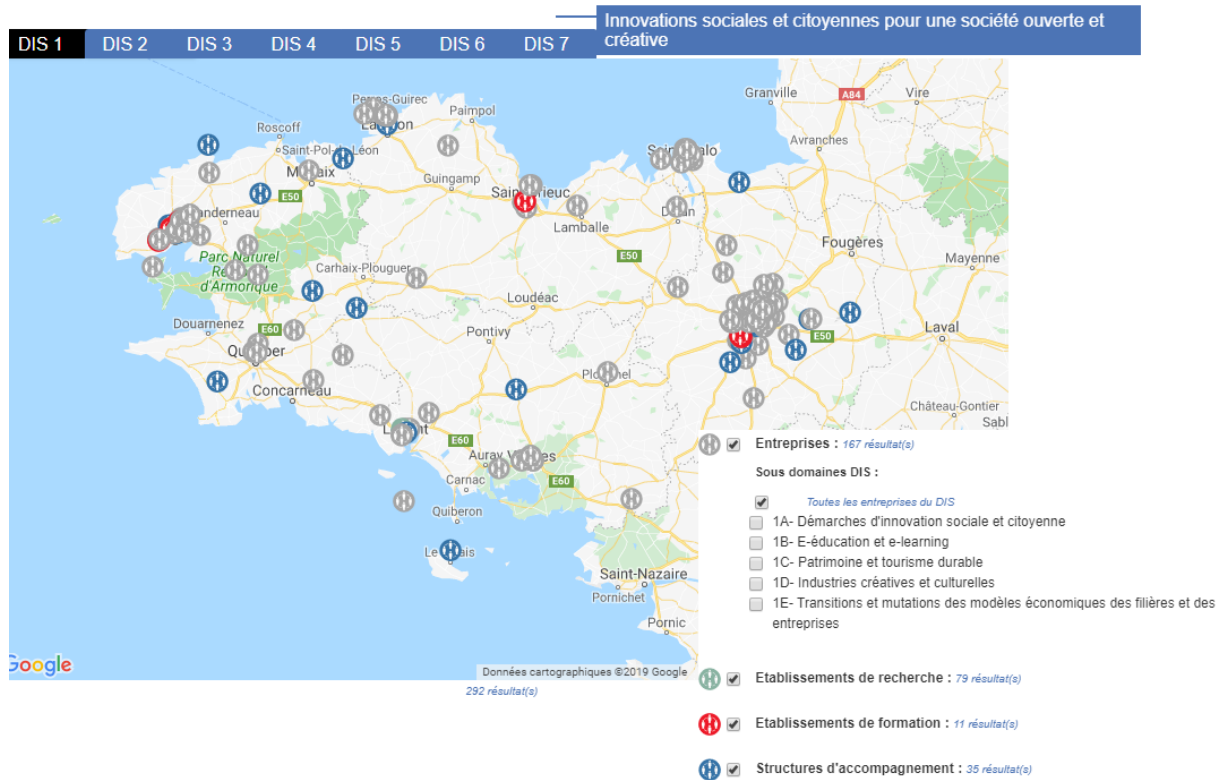 Innovations sociales et citoyennes pour une société ouverte et
créative
DIS 1 DIS 2 DIS 3 DIS 4 DIS 5 DIS 6 DIS 7
Granville
A84
Vire
Perros-Guirec
Paimpol
Roscoff
Avranches
Saint-Pol-de-Léon
Guingamp
E50
Lamballe
Fougères
Mayenne
E50
Parc Naturel
d'Armorique
Carhaix-Plouguer
Loudéac
Douarnenez
E60
Pontivy
E50
Laval
Concarneau
Château-Gontier
Sabl
E60
Auray
Carnac
E60
Quiberon
Saint-Nazaire
Pornichet
Pornic
Google
Données cartographiques ©2019 Google
292 résultat(s)
Entreprises : 167 résultat(s)
Sous domaines DIS :
Toutes les entreprises du DIS
1A- Démarches d'innovation sociale et citoyenne
1B- E-éducation et e-learning
1C- Patrimoine et tourisme durable
1D- Industries créatives et culturelles
1E- Transitions et mutations des modèles économiques des filières et des
entreprises
Etablissements de recherche : 79 résultat(s)
Etablissements de formation : 11 résultat(s)
Structures d'accompagnement : 35 résultat(s)